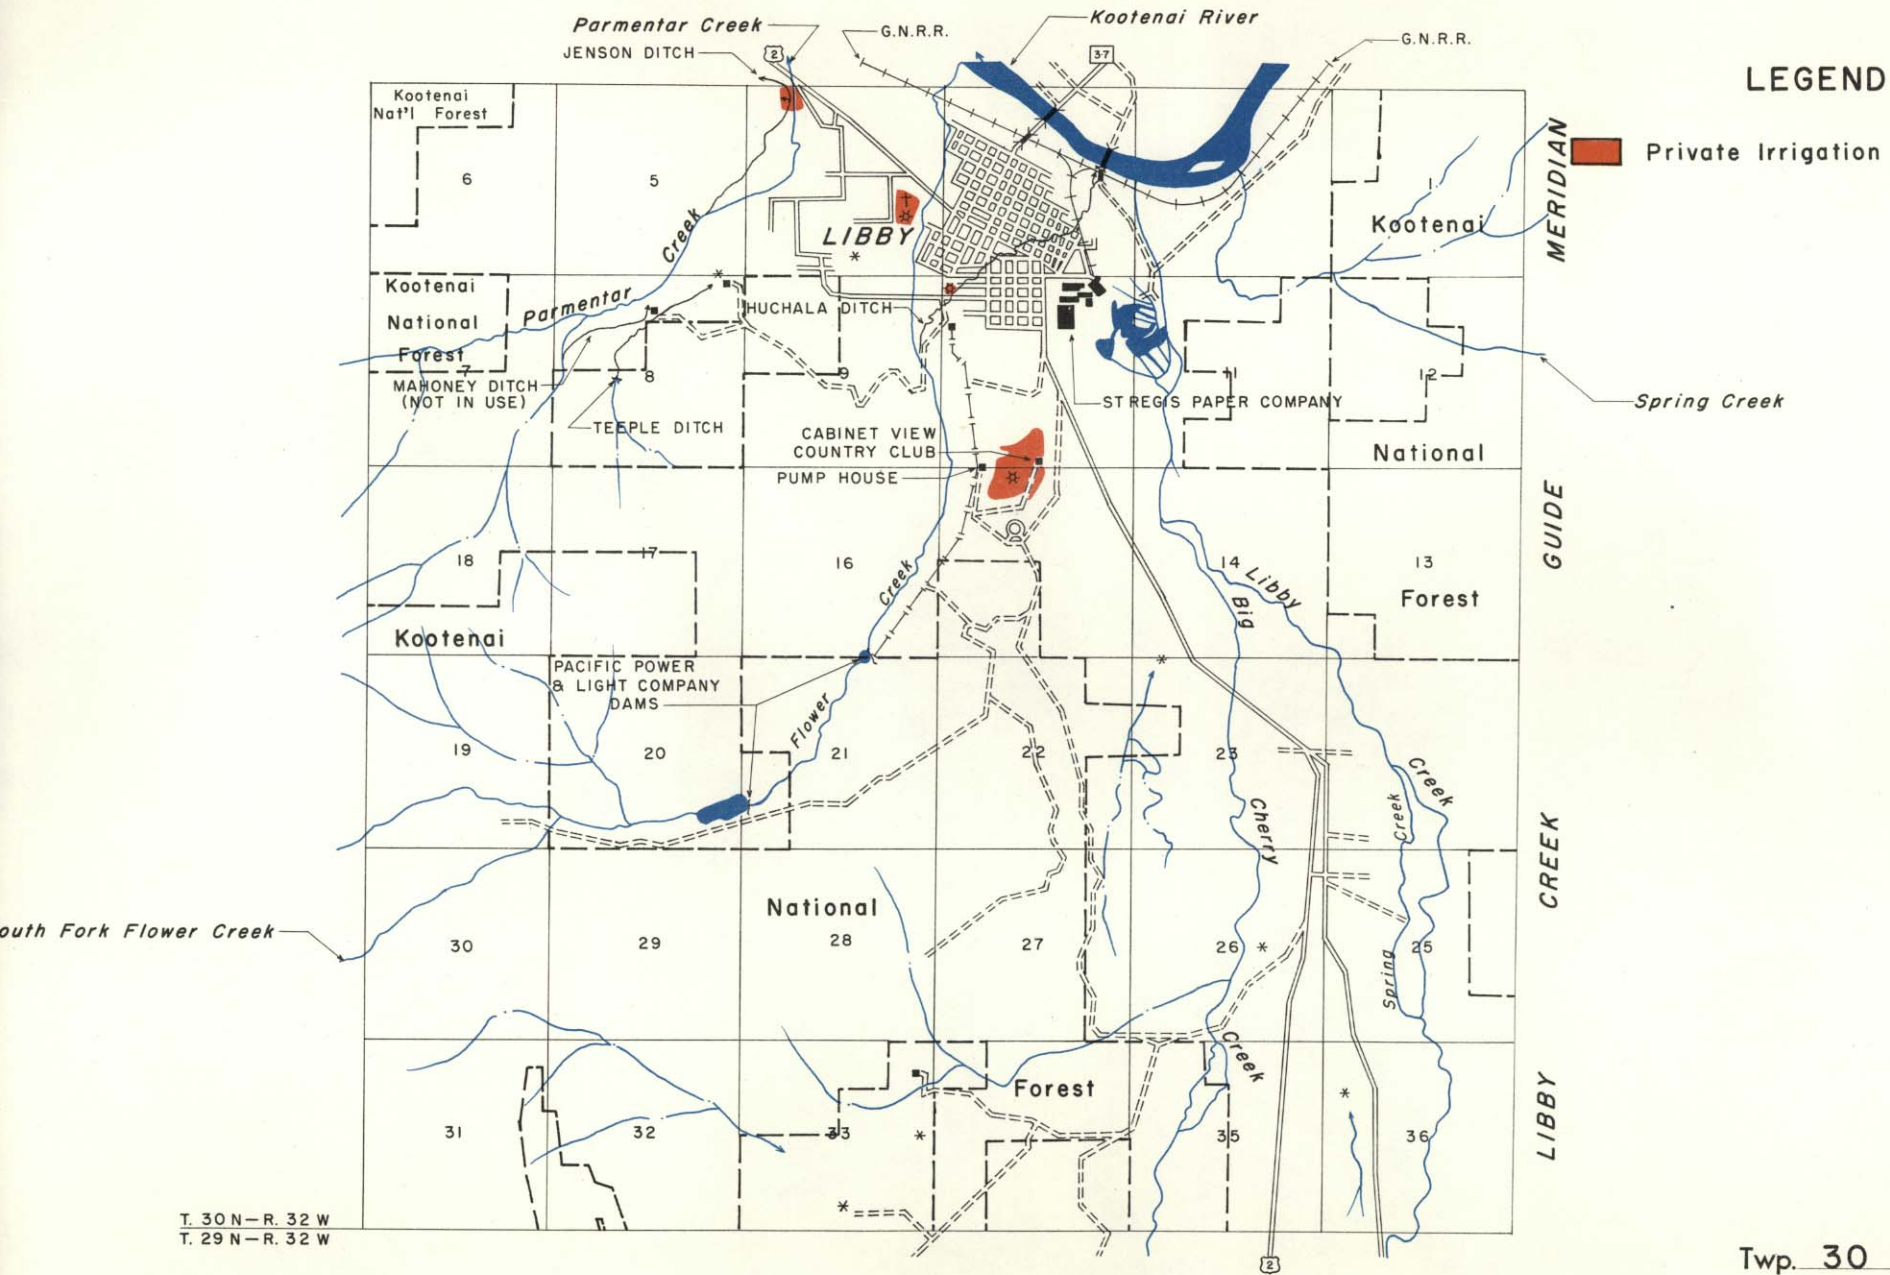 Parmentar Creek
Kootenai River
G.N.R.R.
G.N.R.R.
JENSON DITCH
2
37
LEGEND
Private Irrigation
Kootenai
Nat'l Forest
6
5
1
Kootenai
MERIDIAN
Creek
LIBBY
Kootenai
National
Forest
7
Parmentar
HUCHALA DITCH
MAHONEY DITCH
(NOT IN USE)
8
9
11
12
TEEPLE DITCH
ST REGIS PAPER COMPANY
Spring Creek
CABINET VIEW
COUNTRY CLUB
PUMP HOUSE
National
GUIDE
18
17
16
14
13
Creek
Libby
Big
Forest
Kootenai
PACIFIC POWER
& LIGHT COMPANY
DAMS
Flower
19
20
21
22
23
Creek
Creek
Cherry
CREEK
National
outh Fork Flower Creek
30
29
28
27
26
25
Spring
Creek
Forest
31
32
33
35
36
LIBBY
T. 30 N – R. 32 W
T. 29 N – R. 32 W
2
Twp. 30